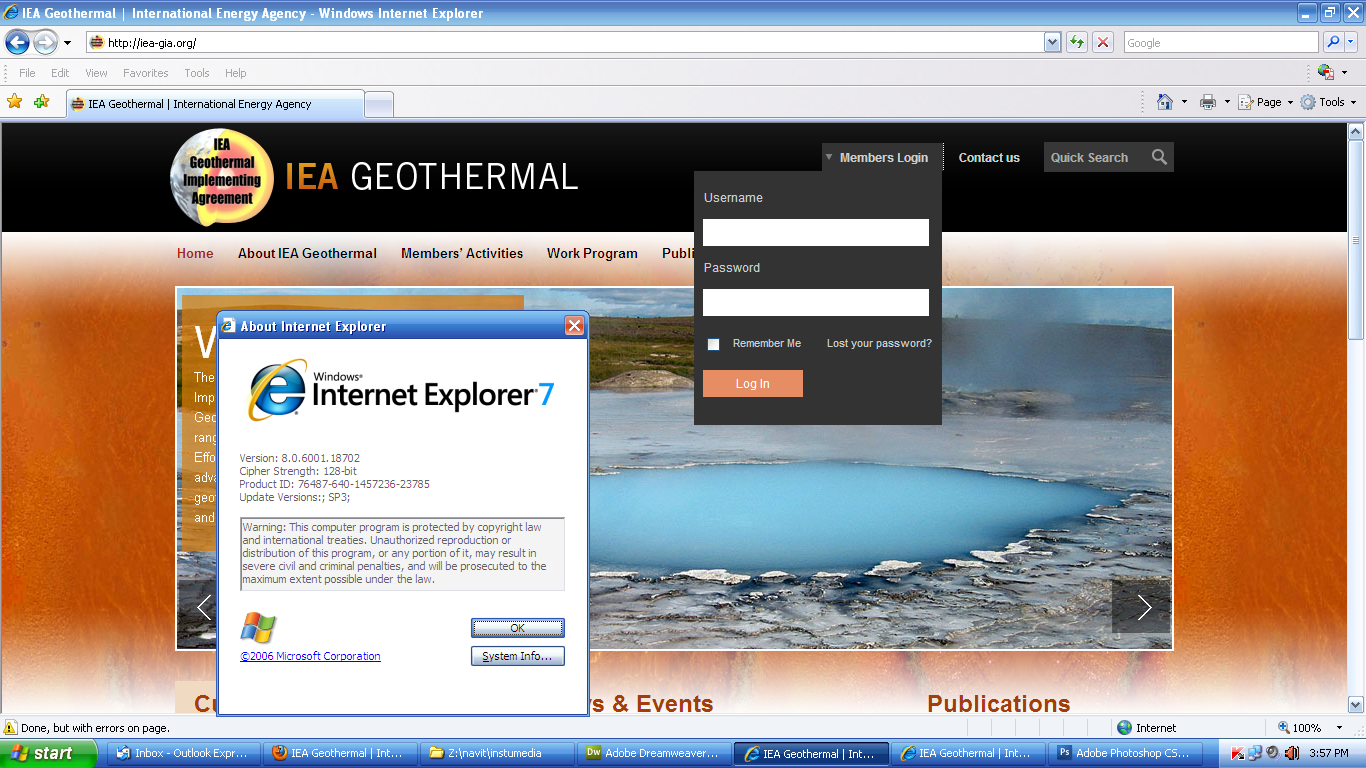 IEA Geothermal | International Energy Agency - Windows Internet Explorer
http://iea-gia.org/
Google
File Edit View Favorites Tools Help
IEA Geothermal | International Energy Agency
Page Tools
IEA
Geothermal
Implementing
Agreement
IEA GEOTHERMAL
Members Login Contact us Quick Search
Username
Password
Remember Me Lost your password?
Log In
Home About IEA Geothermal Members' Activities Work Program Publi
W
The
Imp
Geo
rang
Effo
adva
geot
and
About Internet Explorer
Windows®
Internet Explorer 7
Version: 8.0.6001.18702
Cipher Strength: 128-bit
Product ID: 76487-640-1457236-23785
Update Versions:; SP3;
Warning: This computer program is protected by copyright law
and international treaties. Unauthorized reproduction or
distribution of this program, or any portion of it, may result in
severe civil and criminal penalties, and will be prosecuted to the
maximum extent possible under the law.
OK
©2006 Microsoft Corporation
System Info...
s & Events
Publications
Done, but with errors on page.
Internet
100%
start
Inbox - Outlook Expr...
IEA Geothermal | Int...
Z:\navit\instumedia
Adobe Dreamweaver...
IEA Geothermal | Int...
IEA Geothermal | Int...
Adobe Photoshop CS...
3:57 PM